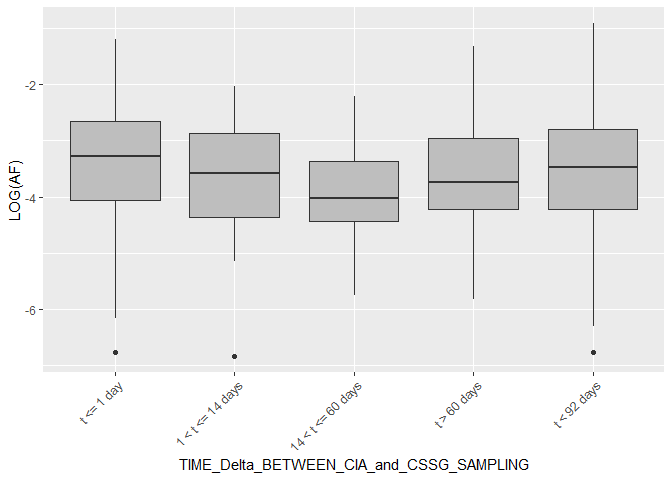 -2
-4
-6
LOG(AF)
t <= 1 day
1 < t <= 14 days
14 < t <= 60 days
t > 60 days
t < 92 days
TIME_Delta_BETWEEN_CIA_and_CSSG_SAMPLING